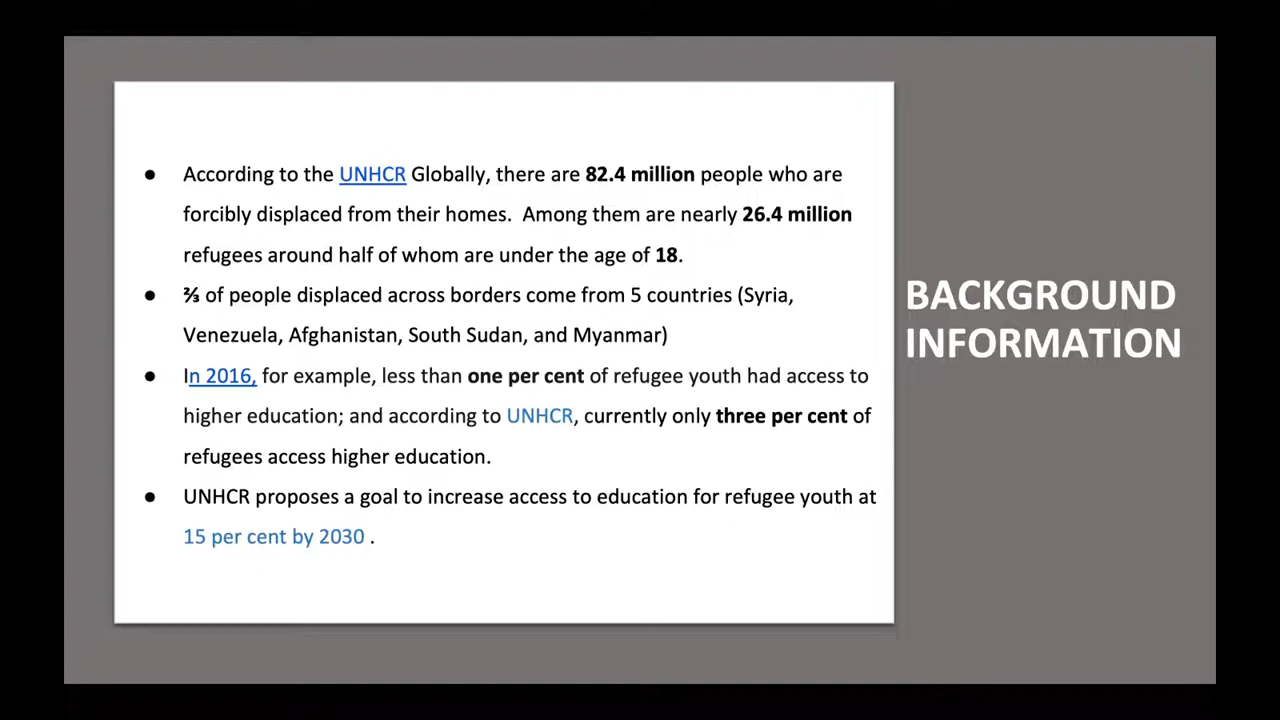 ● According to the UNHCR Globally, there are 82.4 million people who are
forcibly displaced from their homes.  Among them are nearly 26.4 million
refugees around half of whom are under the age of 18.
● ⅔ of people displaced across borders come from 5 countries (Syria,
Venezuela, Afghanistan, South Sudan, and Myanmar)
● In 2016, for example, less than one per cent of refugee youth had access to
higher education; and according to UNHCR, currently only three per cent of
refugees access higher education.
● UNHCR proposes a goal to increase access to education for refugee youth at
15 per cent by 2030 .
BACKGROUND
INFORMATION